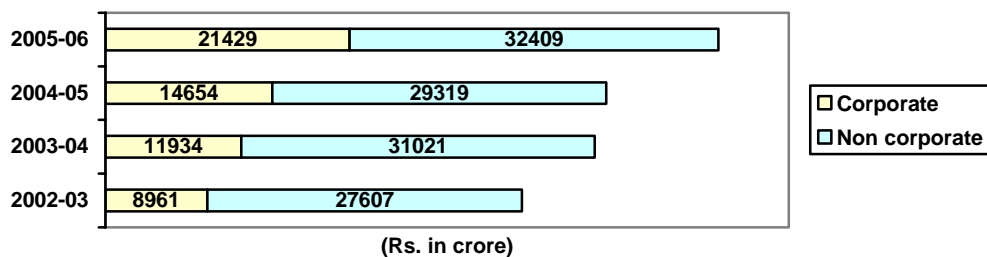 2005-06 21429 32409
2004-05 14654 29319
2003-04 11934 31021
2002-03 8961 27607
(Rs. in crore)
Corporate
Non corporate